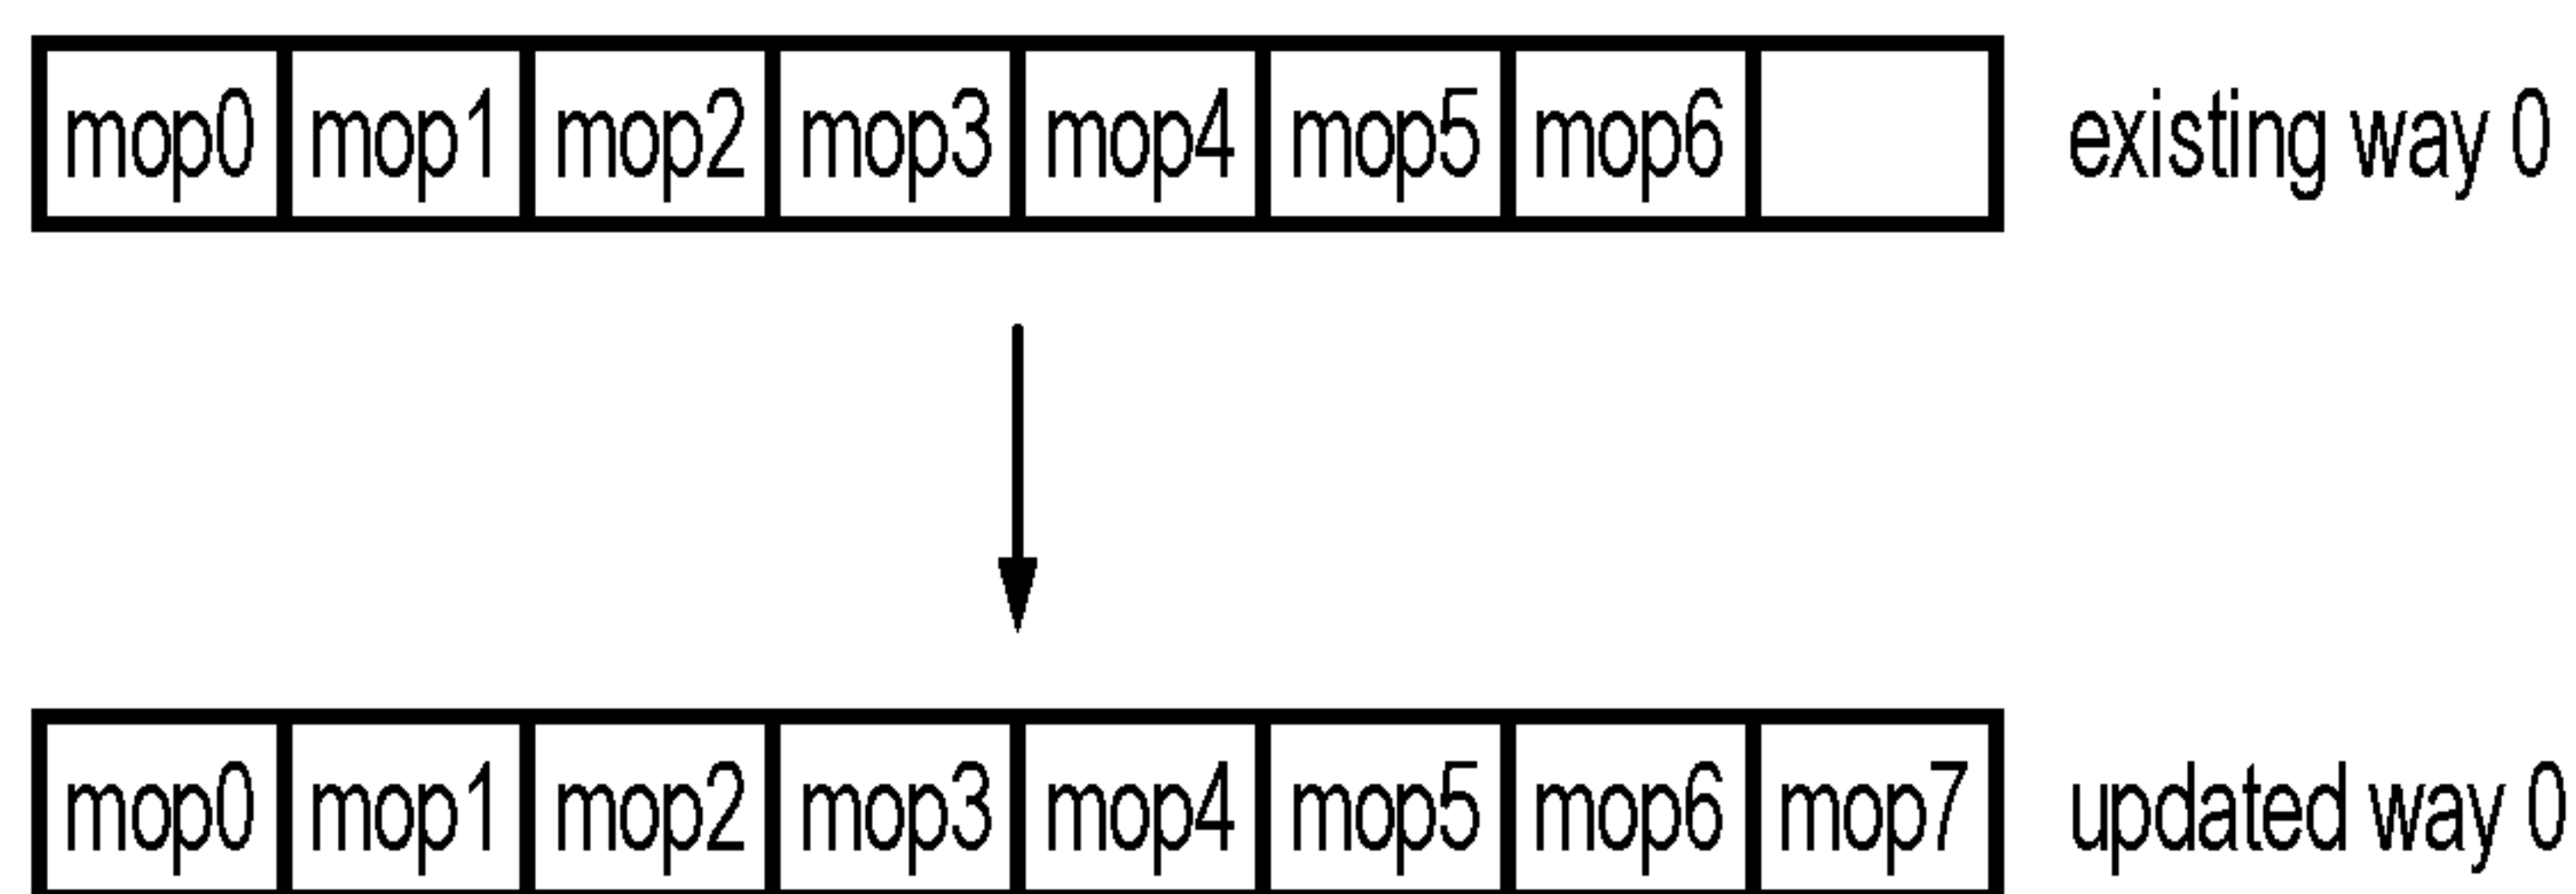 mop0 mop1 mop2 mop3 mop4 mop5 mop6 existing way 0
mop0 mop1 mop2 mop3 mop4 mop5 mop6 mop7 updated way 0